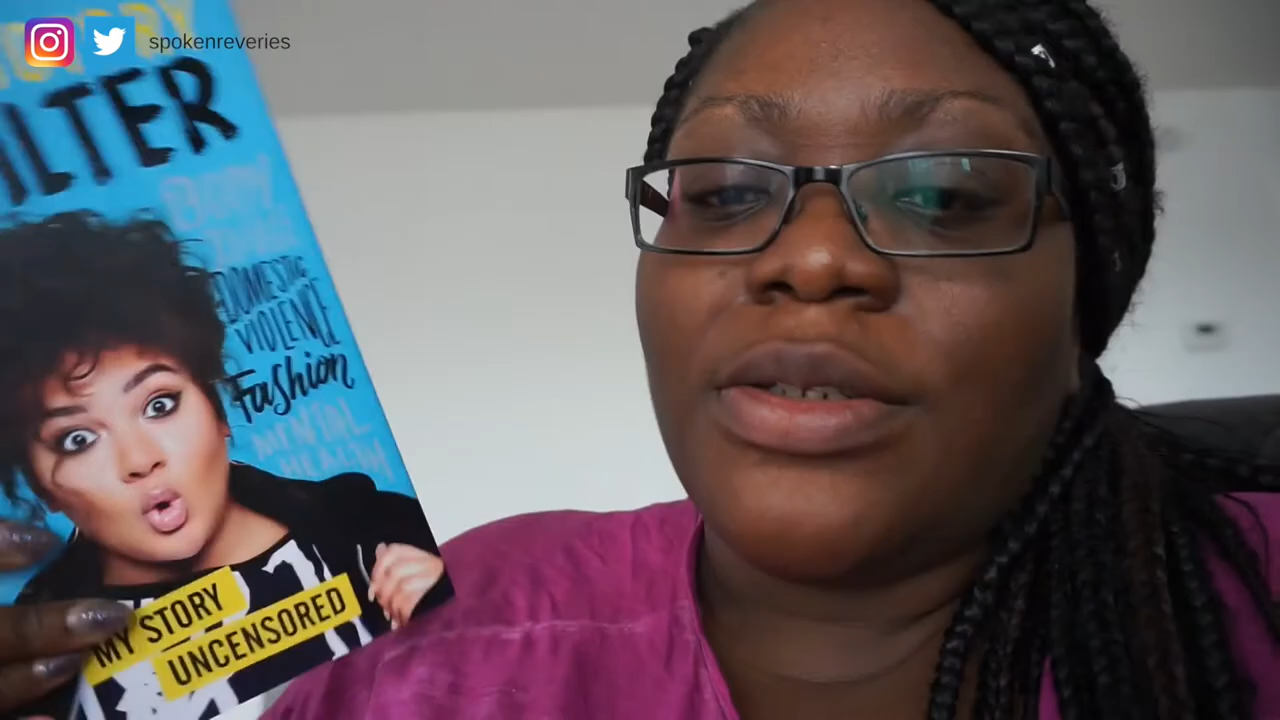 spokenreveries
ILTER
DOMESTIC
VIOLENCE
Fashion
MENTAL
HEALTH
MY STORY
UNCENSORED